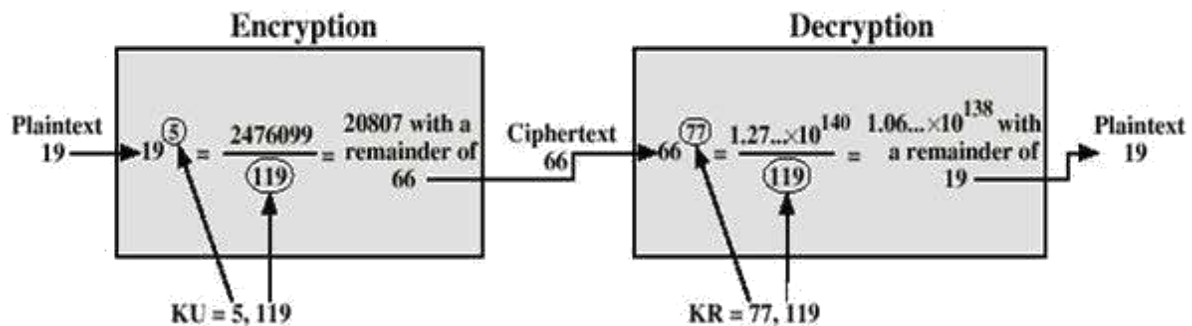 Encryption
Decryption
Plaintext
19
19^5 = 2476099 / 119 = 20807 with a remainder of 66
Ciphertext
66
66^77 = 1.27...×10^140 / 119 = 1.06...×10^138 with a remainder of 19
Plaintext
19
KU = 5, 119
KR = 77, 119